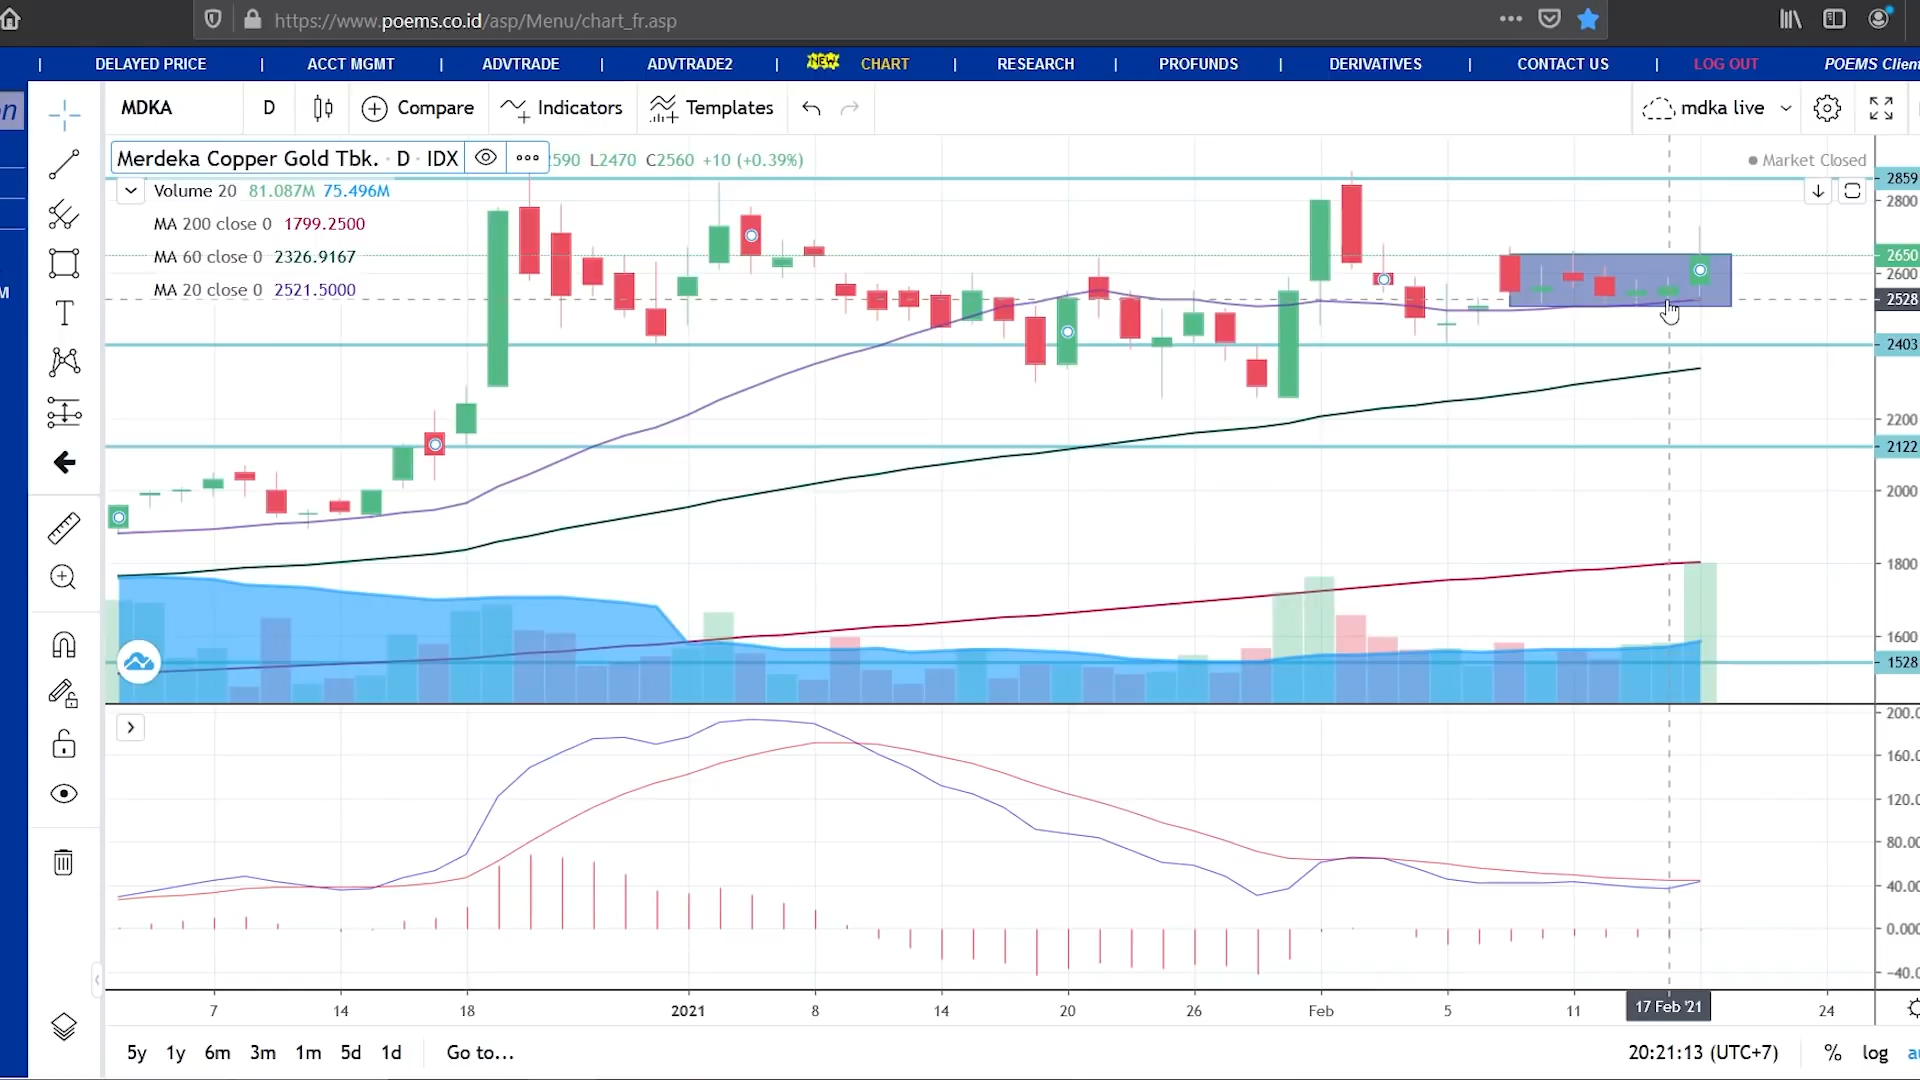 https://www.poems.co.id/asp/Menu/chart_fr.asp
| DELAYED PRICE | ACCT MGMT | ADVTRADE | ADVTRADE2 | NEW CHART | RESEARCH | PROFUNDS | DERIVATIVES | CONTACT US | LOG OUT POEMS Client
on
MDKA D Compare Indicators Templates mdka live
Merdeka Copper Gold Tbk. · D · IDX 2590 L2470 C2560 +10 (+0.39%)
Market Closed
Volume 20 81.087M 75.496M
MA 200 close 0 1799.2500
MA 60 close 0 2326.9167
MA 20 close 0 2521.5000
M
T
2859
2800
2650
2600
2528
2403
2200
2122
2000
1800
1600
1528
200.0
160.0
120.0
80.00
40.00
0.000
-40.0
7 14 18 2021 8 14 20 26 Feb 5 11 17 Feb '21 24
5y 1y 6m 3m 1m 5d 1d Go to... 20:21:13 (UTC+7) % log au